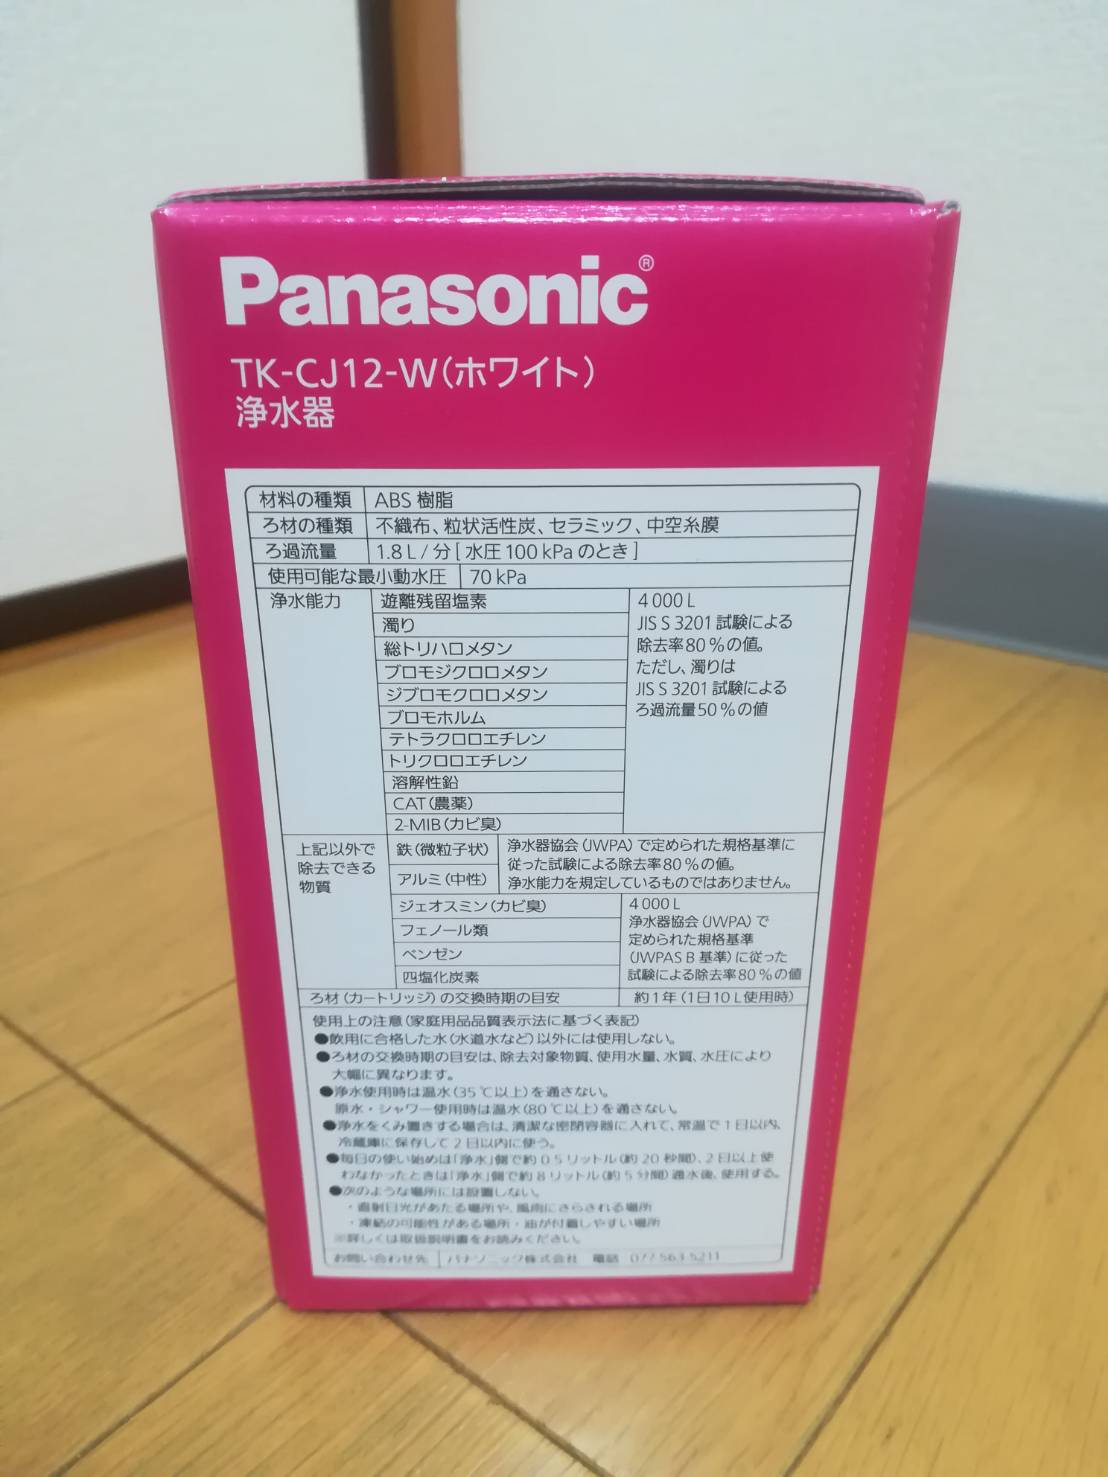 Panasonic®
TK-CJ12-W(ホワイト)
浄水器
材料の種類 ABS 樹脂
ろ材の種類 不織布、粒状活性炭、セラミック、中空糸膜
ろ過流量 1.8 L / 分 [ 水圧 100 kPa のとき ]
使用可能な最小動水圧 70 kPa
浄水能力
遊離残留塩素
濁り
総トリハロメタン
ブロモジクロロメタン
ジブロモクロロメタン
ブロモホルム
テトラクロロエチレン
トリクロロエチレン
溶解性鉛
CAT(農薬)
2-MIB(カビ臭)
4 000 L
JIS S 3201 試験による
除去率80 %の値。
ただし、濁りは
JIS S 3201 試験による
ろ過流量50 %の値
上記以外で
除去できる
物質
鉄(微粒子状)
アルミ(中性)
浄水器協会(JWPA)で定められた規格基準に
従った試験による除去率80 %の値。
浄水能力を規定しているものではありません。
ジェオスミン(カビ臭)
フェノール類
ベンゼン
四塩化炭素
4 000 L
浄水器協会(JWPA)で
定められた規格基準
(JWPAS B 基準)に従った
試験による除去率80 %の値
ろ材(カートリッジ)の交換時期の目安 約1年(1日10 L使用時)
使用上の注意(家庭用品品質表示法に基づく表記)
●飲用に合格した水(水道水など)以外には使用しない。
●ろ材の交換時期の目安は、除去対象物質、使用水量、水質、水圧により
大幅に異なります。
●浄水使用時は温水(35 ℃以上)を通さない。
原水・シャワー使用時は温水(80 ℃以上)を通さない。
●浄水をくみ置きする場合は、清潔な密閉容器に入れて、常温で1日以内、
冷蔵庫に保存して2日以内に使う。
●毎日の使い始めは「浄水」側で約0.5リットル(約20秒間)、2日以上使
わなかったときは「浄水」側で約8リットル(約5分間)通水後、使用する。
●次のような場所には設置しない。
・直射日光があたる場所や、風雨にさらされる場所
・凍結の可能性がある場所・油が付着しやすい場所
※詳しくは取扱説明書をお読みください。
お問い合わせ先 パナソニック株式会社 電話 077-563-5211